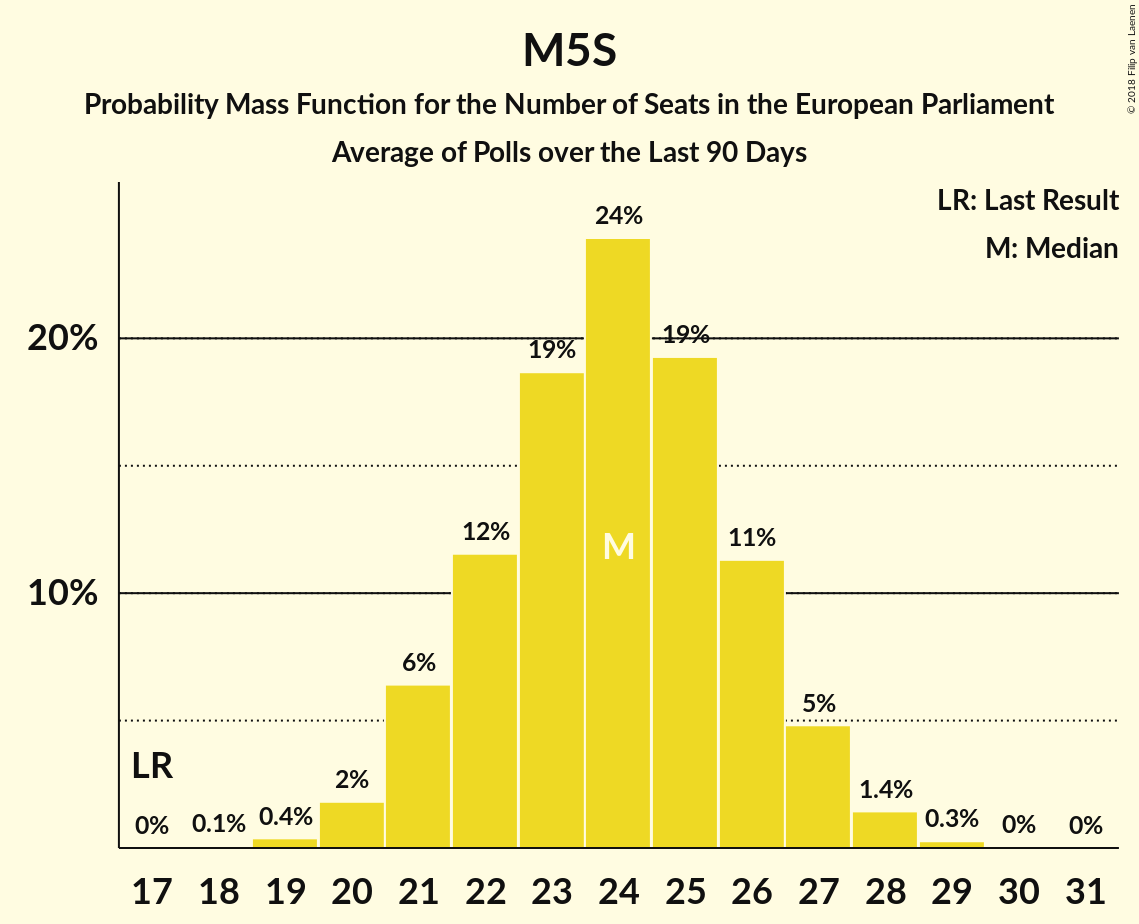 M5S
Probability Mass Function for the Number of Seats in the European Parliament
Average of Polls over the Last 90 Days
© 2018 Filip van Laenen
LR: Last Result
M: Median
20%
10%
LR
0%
0.1%
0.4%
2%
6%
12%
19%
24%
19%
11%
5%
1.4%
0.3%
0%
0%
M
17 18 19 20 21 22 23 24 25 26 27 28 29 30 31